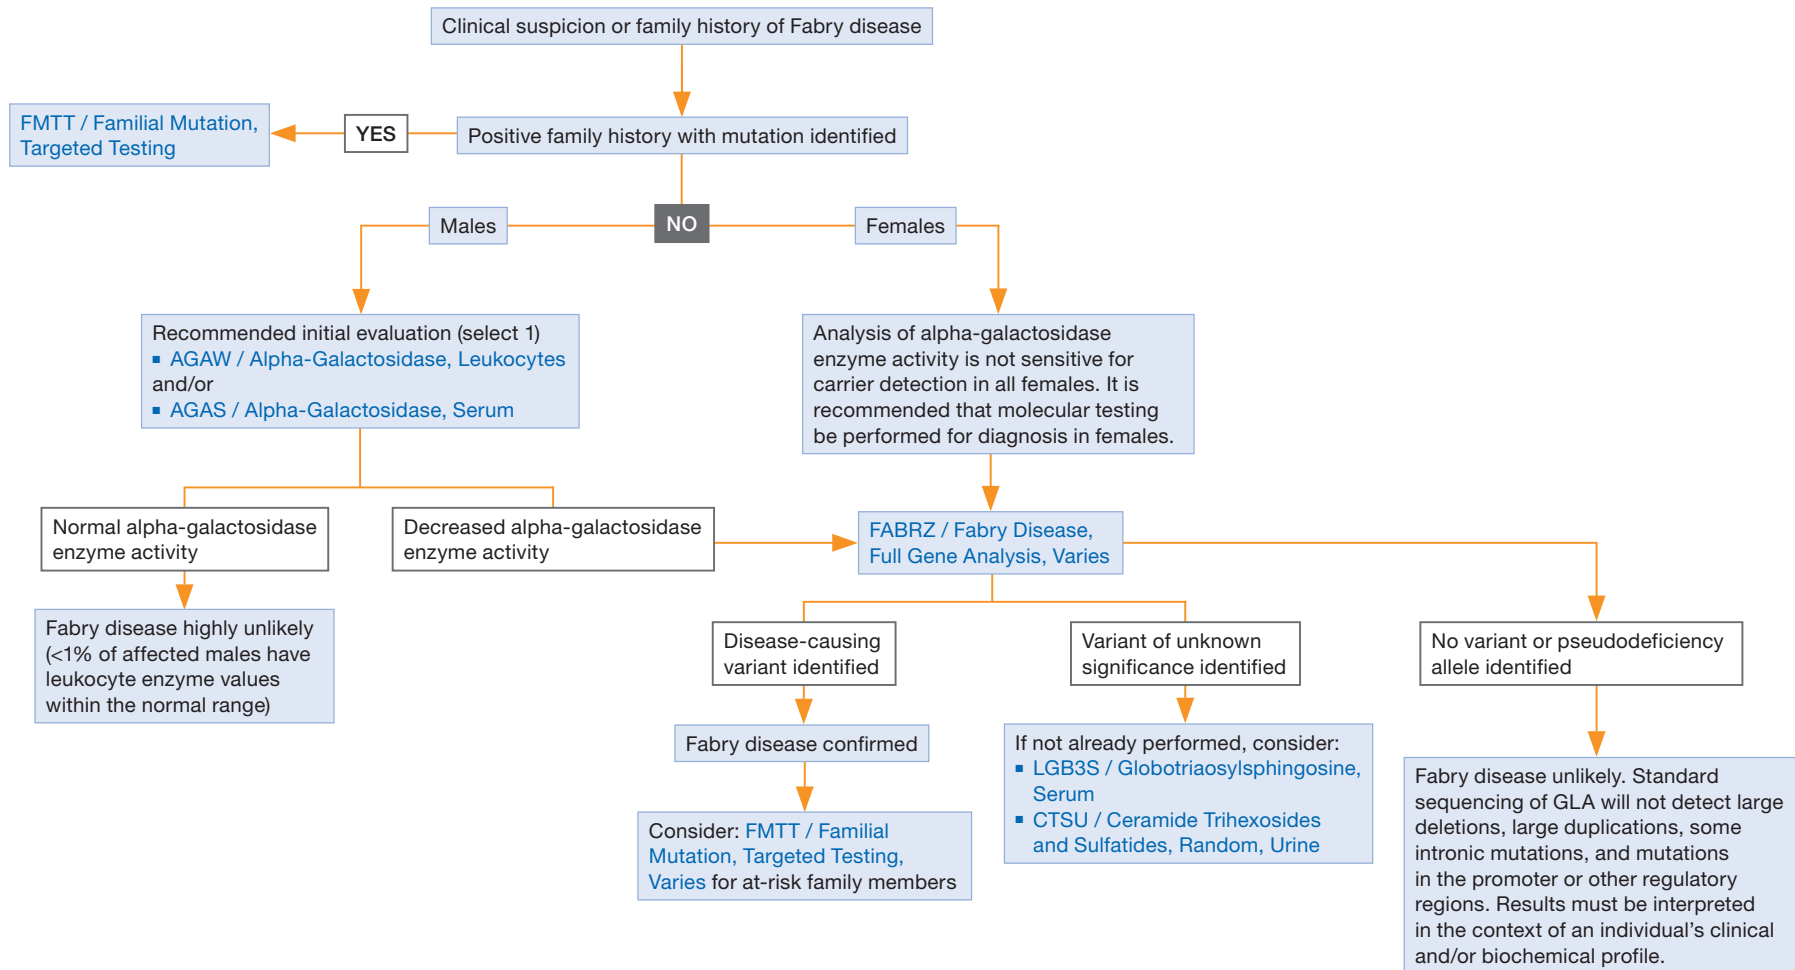 Clinical suspicion or family history of Fabry disease
FMTT / Familial Mutation,
Targeted Testing
YES
Positive family history with mutation identified
Males
NO
Females
Recommended initial evaluation (select 1)
▪ AGAW / Alpha-Galactosidase, Leukocytes
and/or
▪ AGAS / Alpha-Galactosidase, Serum
Analysis of alpha-galactosidase
enzyme activity is not sensitive for
carrier detection in all females. It is
recommended that molecular testing
be performed for diagnosis in females.
Normal alpha-galactosidase
enzyme activity
Decreased alpha-galactosidase
enzyme activity
FABRZ / Fabry Disease,
Full Gene Analysis, Varies
Fabry disease highly unlikely
(<1% of affected males have
leukocyte enzyme values
within the normal range)
Disease-causing
variant identified
Variant of unknown
significance identified
No variant or pseudodeficiency
allele identified
Fabry disease confirmed
If not already performed, consider:
▪ LGB3S / Globotriaosylsphingosine,
Serum
▪ CTSU / Ceramide Trihexosides
and Sulfatides, Random, Urine
Consider: FMTT / Familial
Mutation, Targeted Testing,
Varies for at-risk family members
Fabry disease unlikely. Standard
sequencing of GLA will not detect large
deletions, large duplications, some
intronic mutations, and mutations
in the promoter or other regulatory
regions. Results must be interpreted
in the context of an individual’s clinical
and/or biochemical profile.